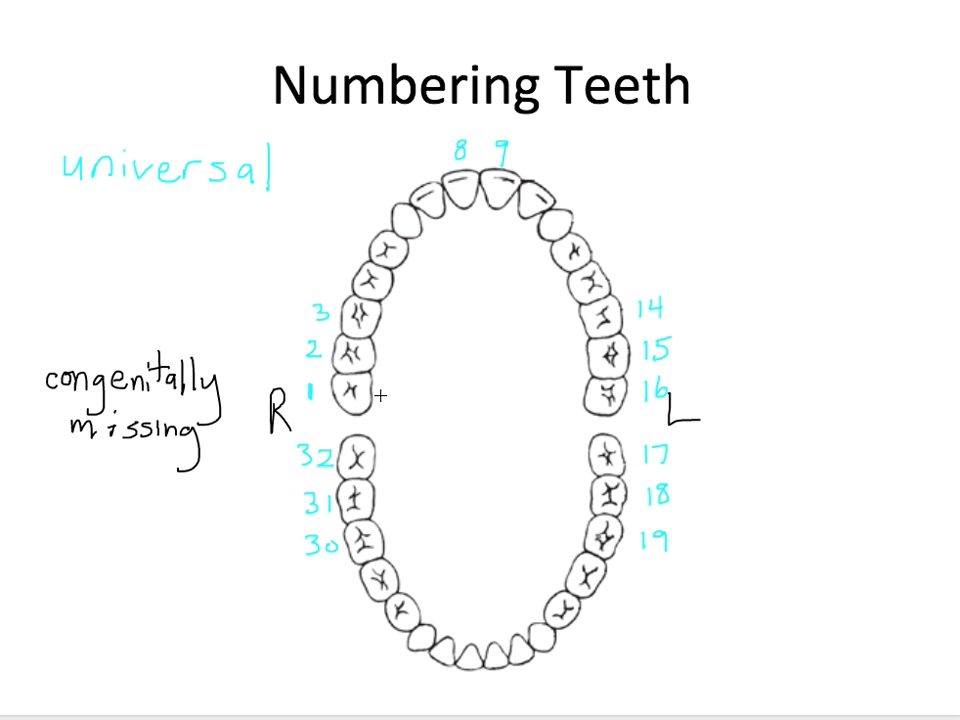 Numbering Teeth
universal
8 9
3
2
1
14
15
16
congenitally
missing
R
L
32
31
30
17
18
19